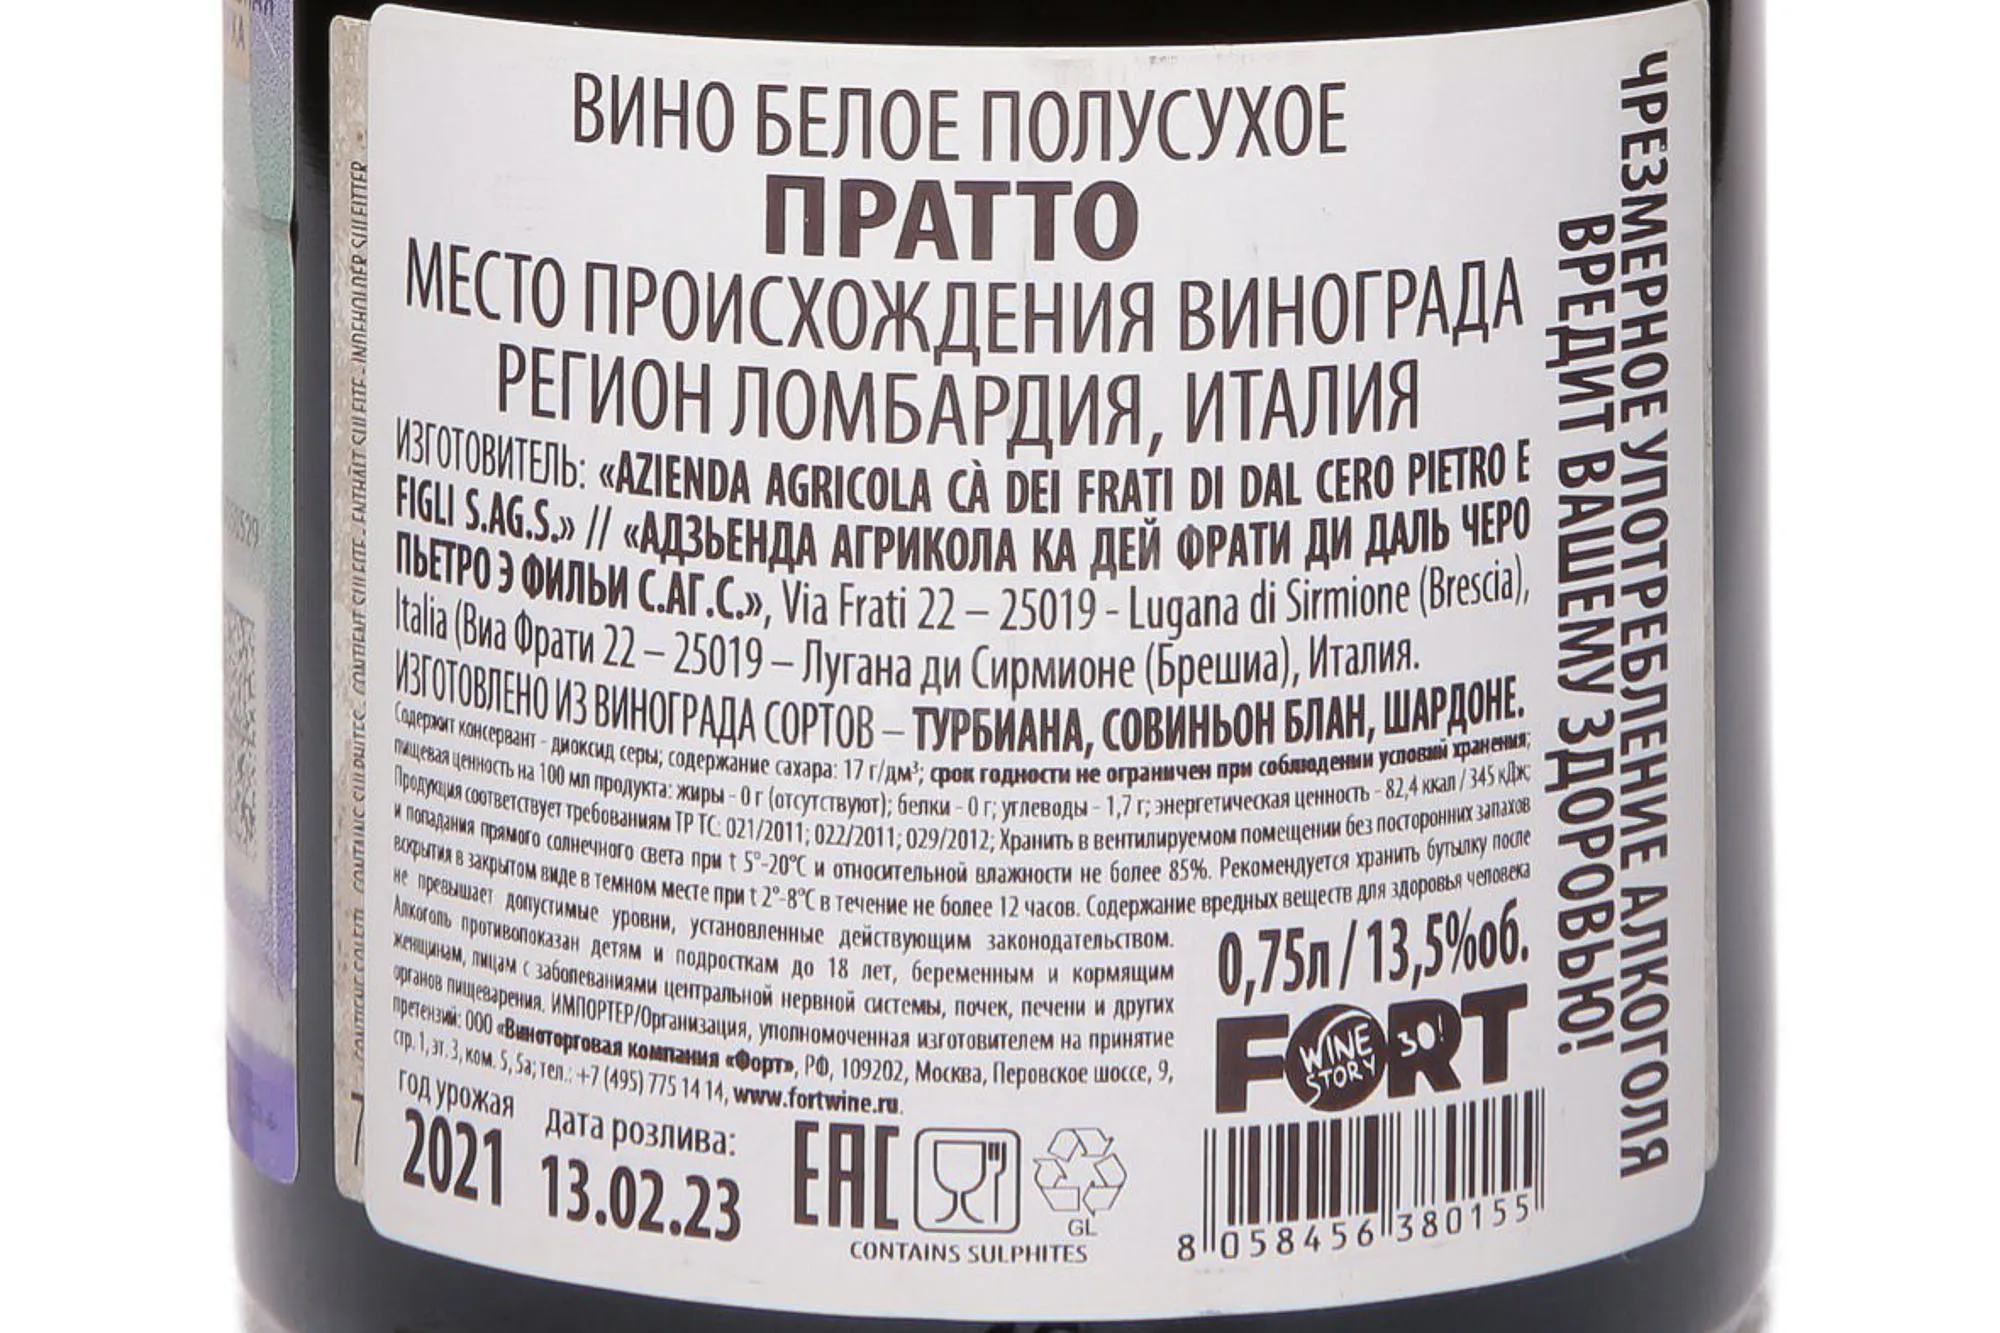 ВИНО БЕЛОЕ ПОЛУСУХОЕ
ПРАТТО
МЕСТО ПРОИСХОЖДЕНИЯ ВИНОГРАДА
РЕГИОН ЛОМБАРДИЯ, ИТАЛИЯ
ИЗГОТОВИТЕЛЬ: «AZIENDA AGRICOLA CÀ DEI FRATI DI DAL CERO PIETRO E
FIGLI S.AG.S.» // «АДЗЬЕНДА АГРИКОЛА КА ДЕЙ ФРАТИ ДИ ДАЛЬ ЧЕРО
ПЬЕТРО Э ФИЛЬИ С.АГ.С.», Via Frati 22 – 25019 - Lugana di Sirmione (Brescia),
Italia (Виа Фрати 22 – 25019 – Лугана ди Сирмионе (Брешиа), Италия.
ИЗГОТОВЛЕНО ИЗ ВИНОГРАДА СОРТОВ – ТУРБИАНА, СОВИНЬОН БЛАН, ШАРДОНЕ.
Содержит консервант - диоксид серы; содержание сахара: 17 г/дм³; срок годности не ограничен при соблюдении условий хранения;
пищевая ценность на 100 мл продукта: жиры - 0 г (отсутствуют); белки - 0 г; углеводы - 1,7 г; энергетическая ценность - 82,4 ккал / 345 кДж;
Продукция соответствует требованиям ТР ТС: 021/2011; 022/2011; 029/2012; Хранить в вентилируемом помещении без посторонних запахов
и попадания прямого солнечного света при t 5°-20°С и относительной влажности не более 85%. Рекомендуется хранить бутылку после
вскрытия в закрытом виде в темном месте при t 2°-8°С в течение не более 12 часов. Содержание вредных веществ для здоровья человека
не превышает допустимые уровни, установленные действующим законодательством.
Алкоголь противопоказан детям и подросткам до 18 лет, беременным и кормящим
женщинам, лицам с заболеваниями центральной нервной системы, почек, печени и других
органов пищеварения. ИМПОРТЕР/Организация, уполномоченная изготовителем на принятие
претензий: ООО «Виноторговая компания «Форт», РФ, 109202, Москва, Перовское шоссе, 9,
стр. 1, эт. 3, ком. 5, 5а; тел.: +7 (495) 775 14 14, www.fortwine.ru.
0,75л / 13,5%об.
FORT
WINE STORY 30!
год урожая
2021
дата розлива:
13.02.23
EAC
GL
CONTAINS SULPHITES
8 058456 380155
ЧРЕЗМЕРНОЕ УПОТРЕБЛЕНИЕ АЛКОГОЛЯ
ВРЕДИТ ВАШЕМУ ЗДОРОВЬЮ!